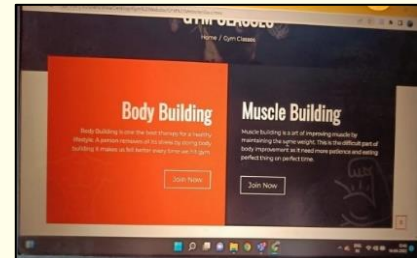 GYM CLASSES
Home / Gym Classes
Body Building
Body Building is one the best therapy for a healthy
lifestyle. A person removes all its stress by doing body
building it makes us fell better every time we hit gym.
Join Now
Muscle Building
Muscle building is a art of improving muscle by
maintaining the same weight. This is the difficult part of
body improvement as it need more patience and eating
perfect thing on perfect time.
Join Now